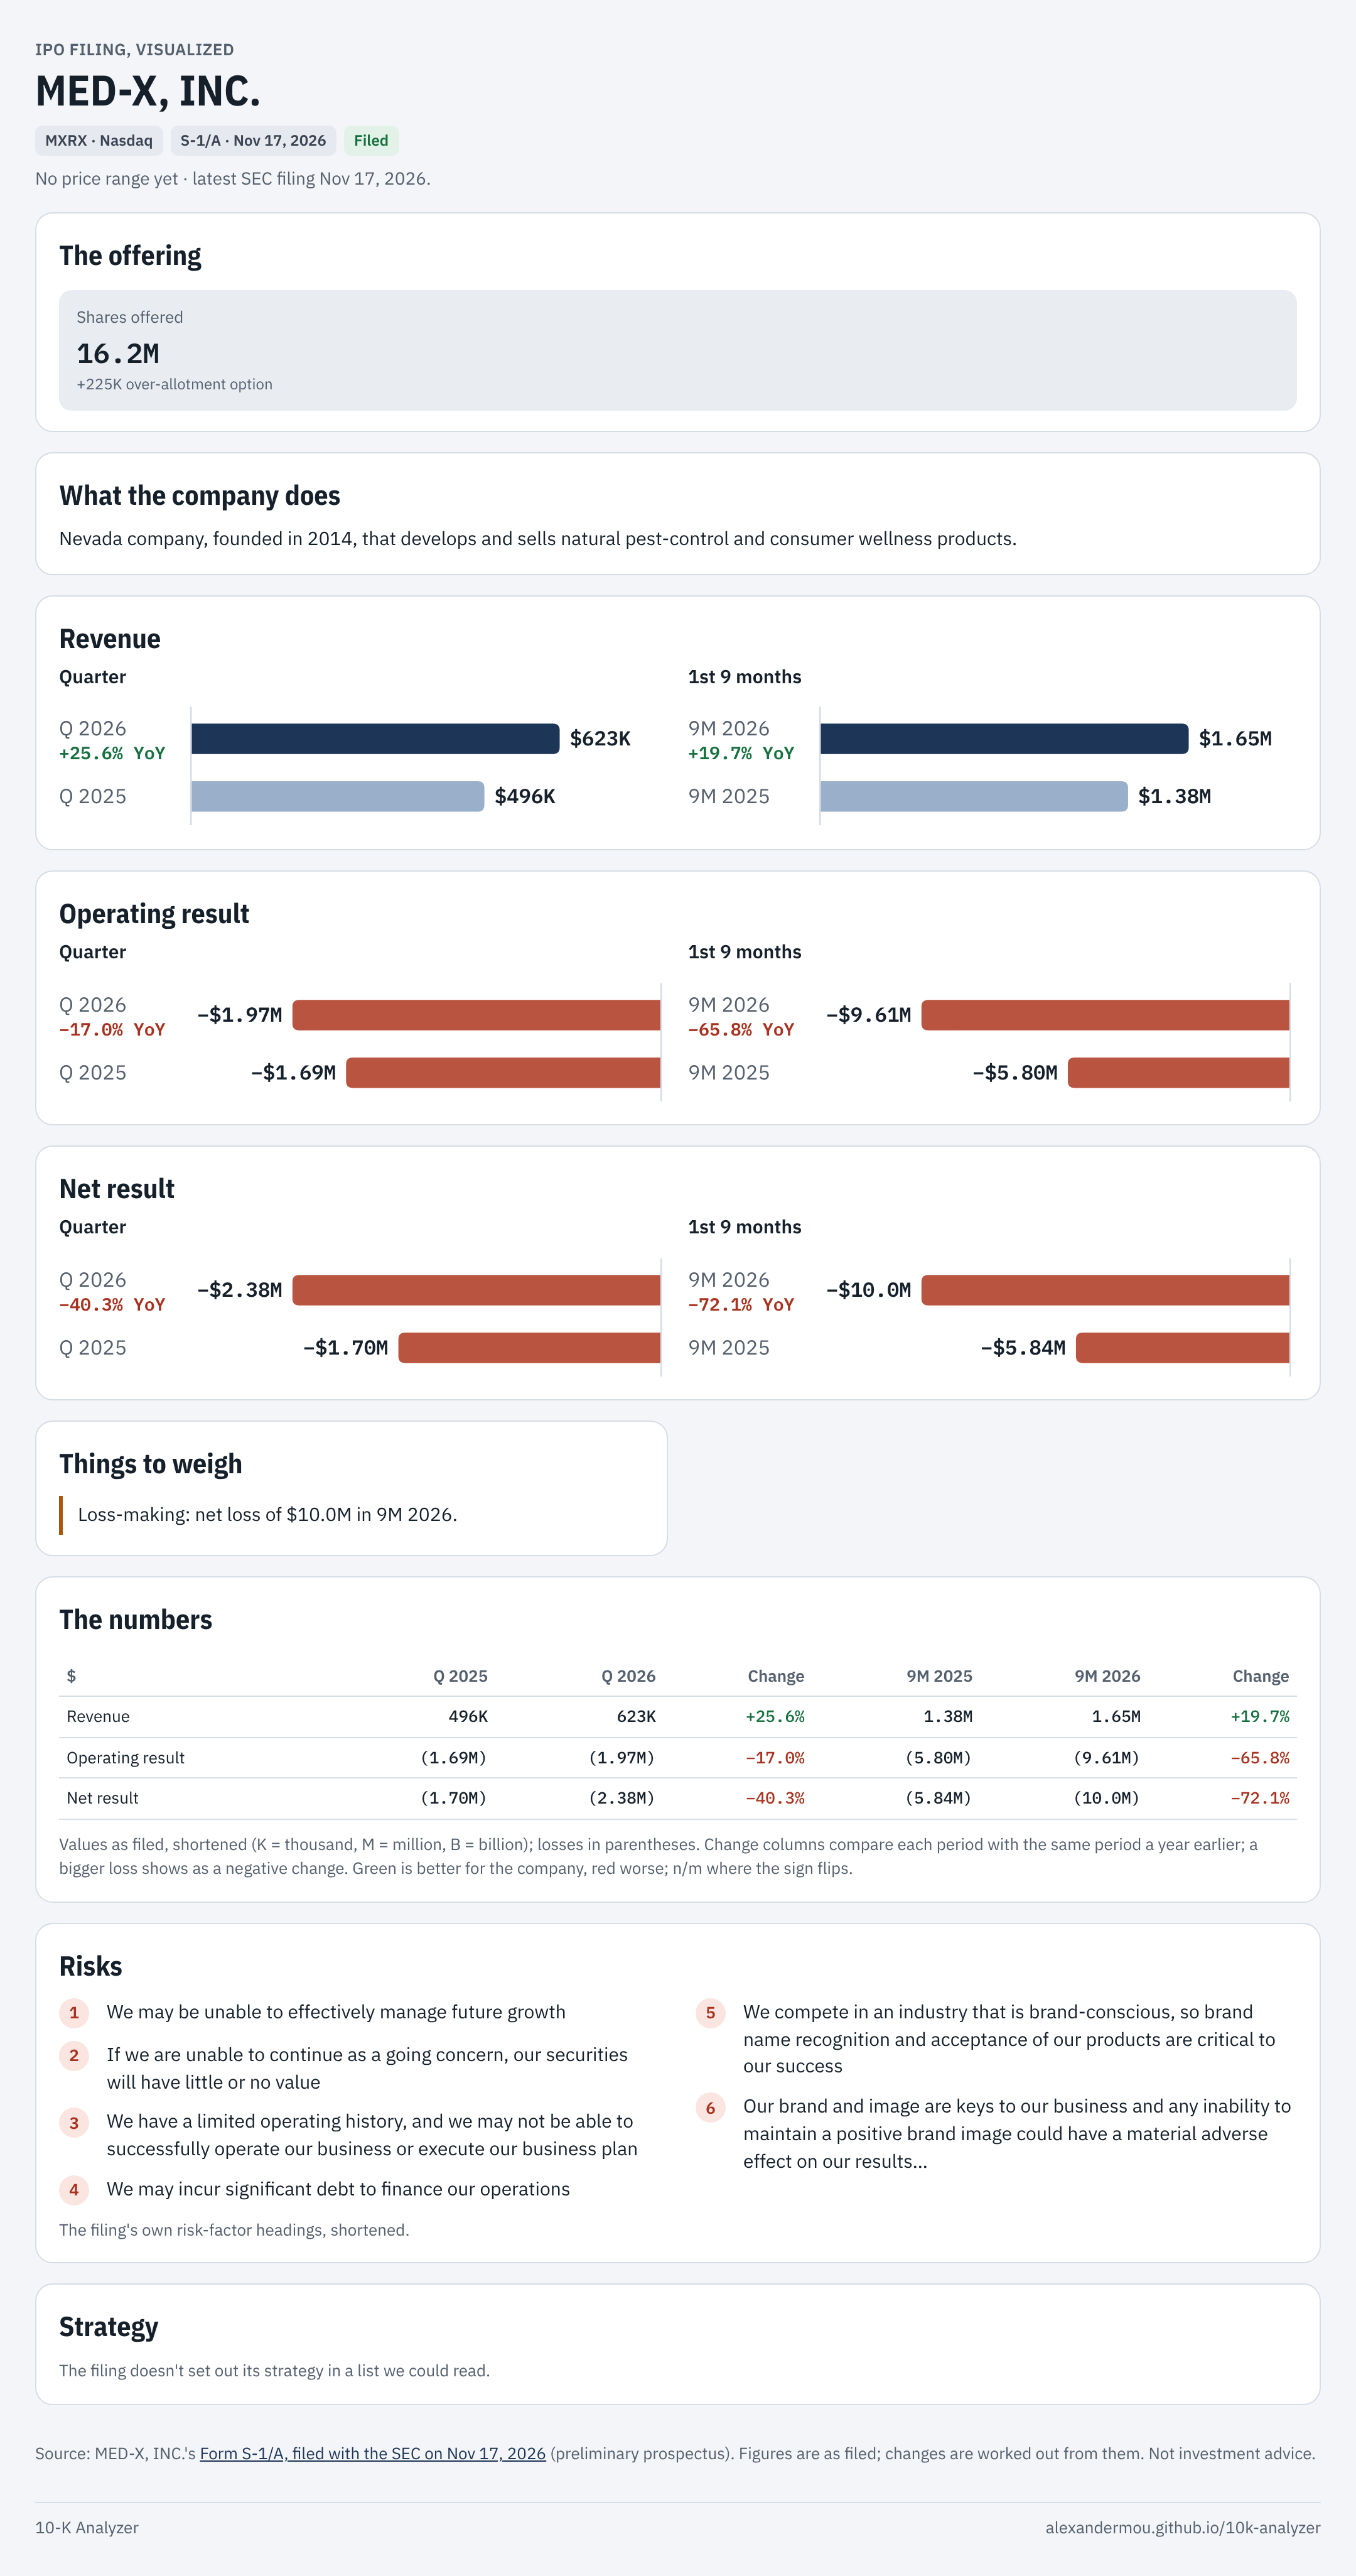 IPO FILING, VISUALIZED
MED-X, INC.
MXRX · Nasdaq
S-1/A · Nov 17, 2026
Filed
No price range yet · latest SEC filing Nov 17, 2026.
The offering
Shares offered
16.2M
+225K over-allotment option
What the company does
Nevada company, founded in 2014, that develops and sells natural pest-control and consumer wellness products.
Revenue
Quarter
Q 2026
+25.6% YoY
$623K
Q 2025
$496K
1st 9 months
9M 2026
+19.7% YoY
$1.65M
9M 2025
$1.38M
Operating result
Quarter
Q 2026
−17.0% YoY
−$1.97M
Q 2025
−$1.69M
1st 9 months
9M 2026
−65.8% YoY
−$9.61M
9M 2025
−$5.80M
Net result
Quarter
Q 2026
−40.3% YoY
−$2.38M
Q 2025
−$1.70M
1st 9 months
9M 2026
−72.1% YoY
−$10.0M
9M 2025
−$5.84M
Things to weigh
Loss-making: net loss of $10.0M in 9M 2026.
The numbers
$ Q 2025 Q 2026 Change 9M 2025 9M 2026 Change
Revenue 496K 623K +25.6% 1.38M 1.65M +19.7%
Operating result (1.69M) (1.97M) −17.0% (5.80M) (9.61M) −65.8%
Net result (1.70M) (2.38M) −40.3% (5.84M) (10.0M) −72.1%
Values as filed, shortened (K = thousand, M = million, B = billion); losses in parentheses. Change columns compare each period with the same period a year earlier; a
bigger loss shows as a negative change. Green is better for the company, red worse; n/m where the sign flips.
Risks
1 We may be unable to effectively manage future growth
2 If we are unable to continue as a going concern, our securities
will have little or no value
3 We have a limited operating history, and we may not be able to
successfully operate our business or execute our business plan
4 We may incur significant debt to finance our operations
5 We compete in an industry that is brand-conscious, so brand
name recognition and acceptance of our products are critical to
our success
6 Our brand and image are keys to our business and any inability to
maintain a positive brand image could have a material adverse
effect on our results...
The filing's own risk-factor headings, shortened.
Strategy
The filing doesn't set out its strategy in a list we could read.
Source: MED-X, INC.'s Form S-1/A, filed with the SEC on Nov 17, 2026 (preliminary prospectus). Figures are as filed; changes are worked out from them. Not investment advice.
10-K Analyzer
alexandermou.github.io/10k-analyzer